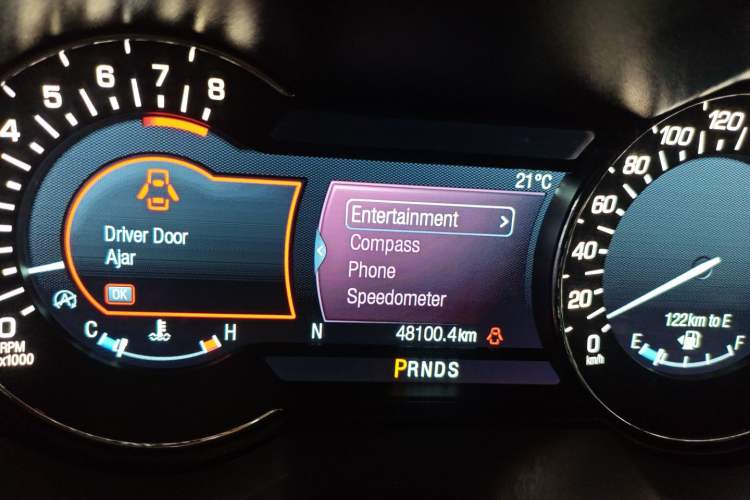 4 5 6 7 8
0
RPM
x1000
Driver Door
Ajar
OK
C H
21°C
Entertainment >
Compass
Phone
Speedometer
N 48100.4km
PRNDS
0 20 40 60 80 100 120
km/h
122km to E
E F